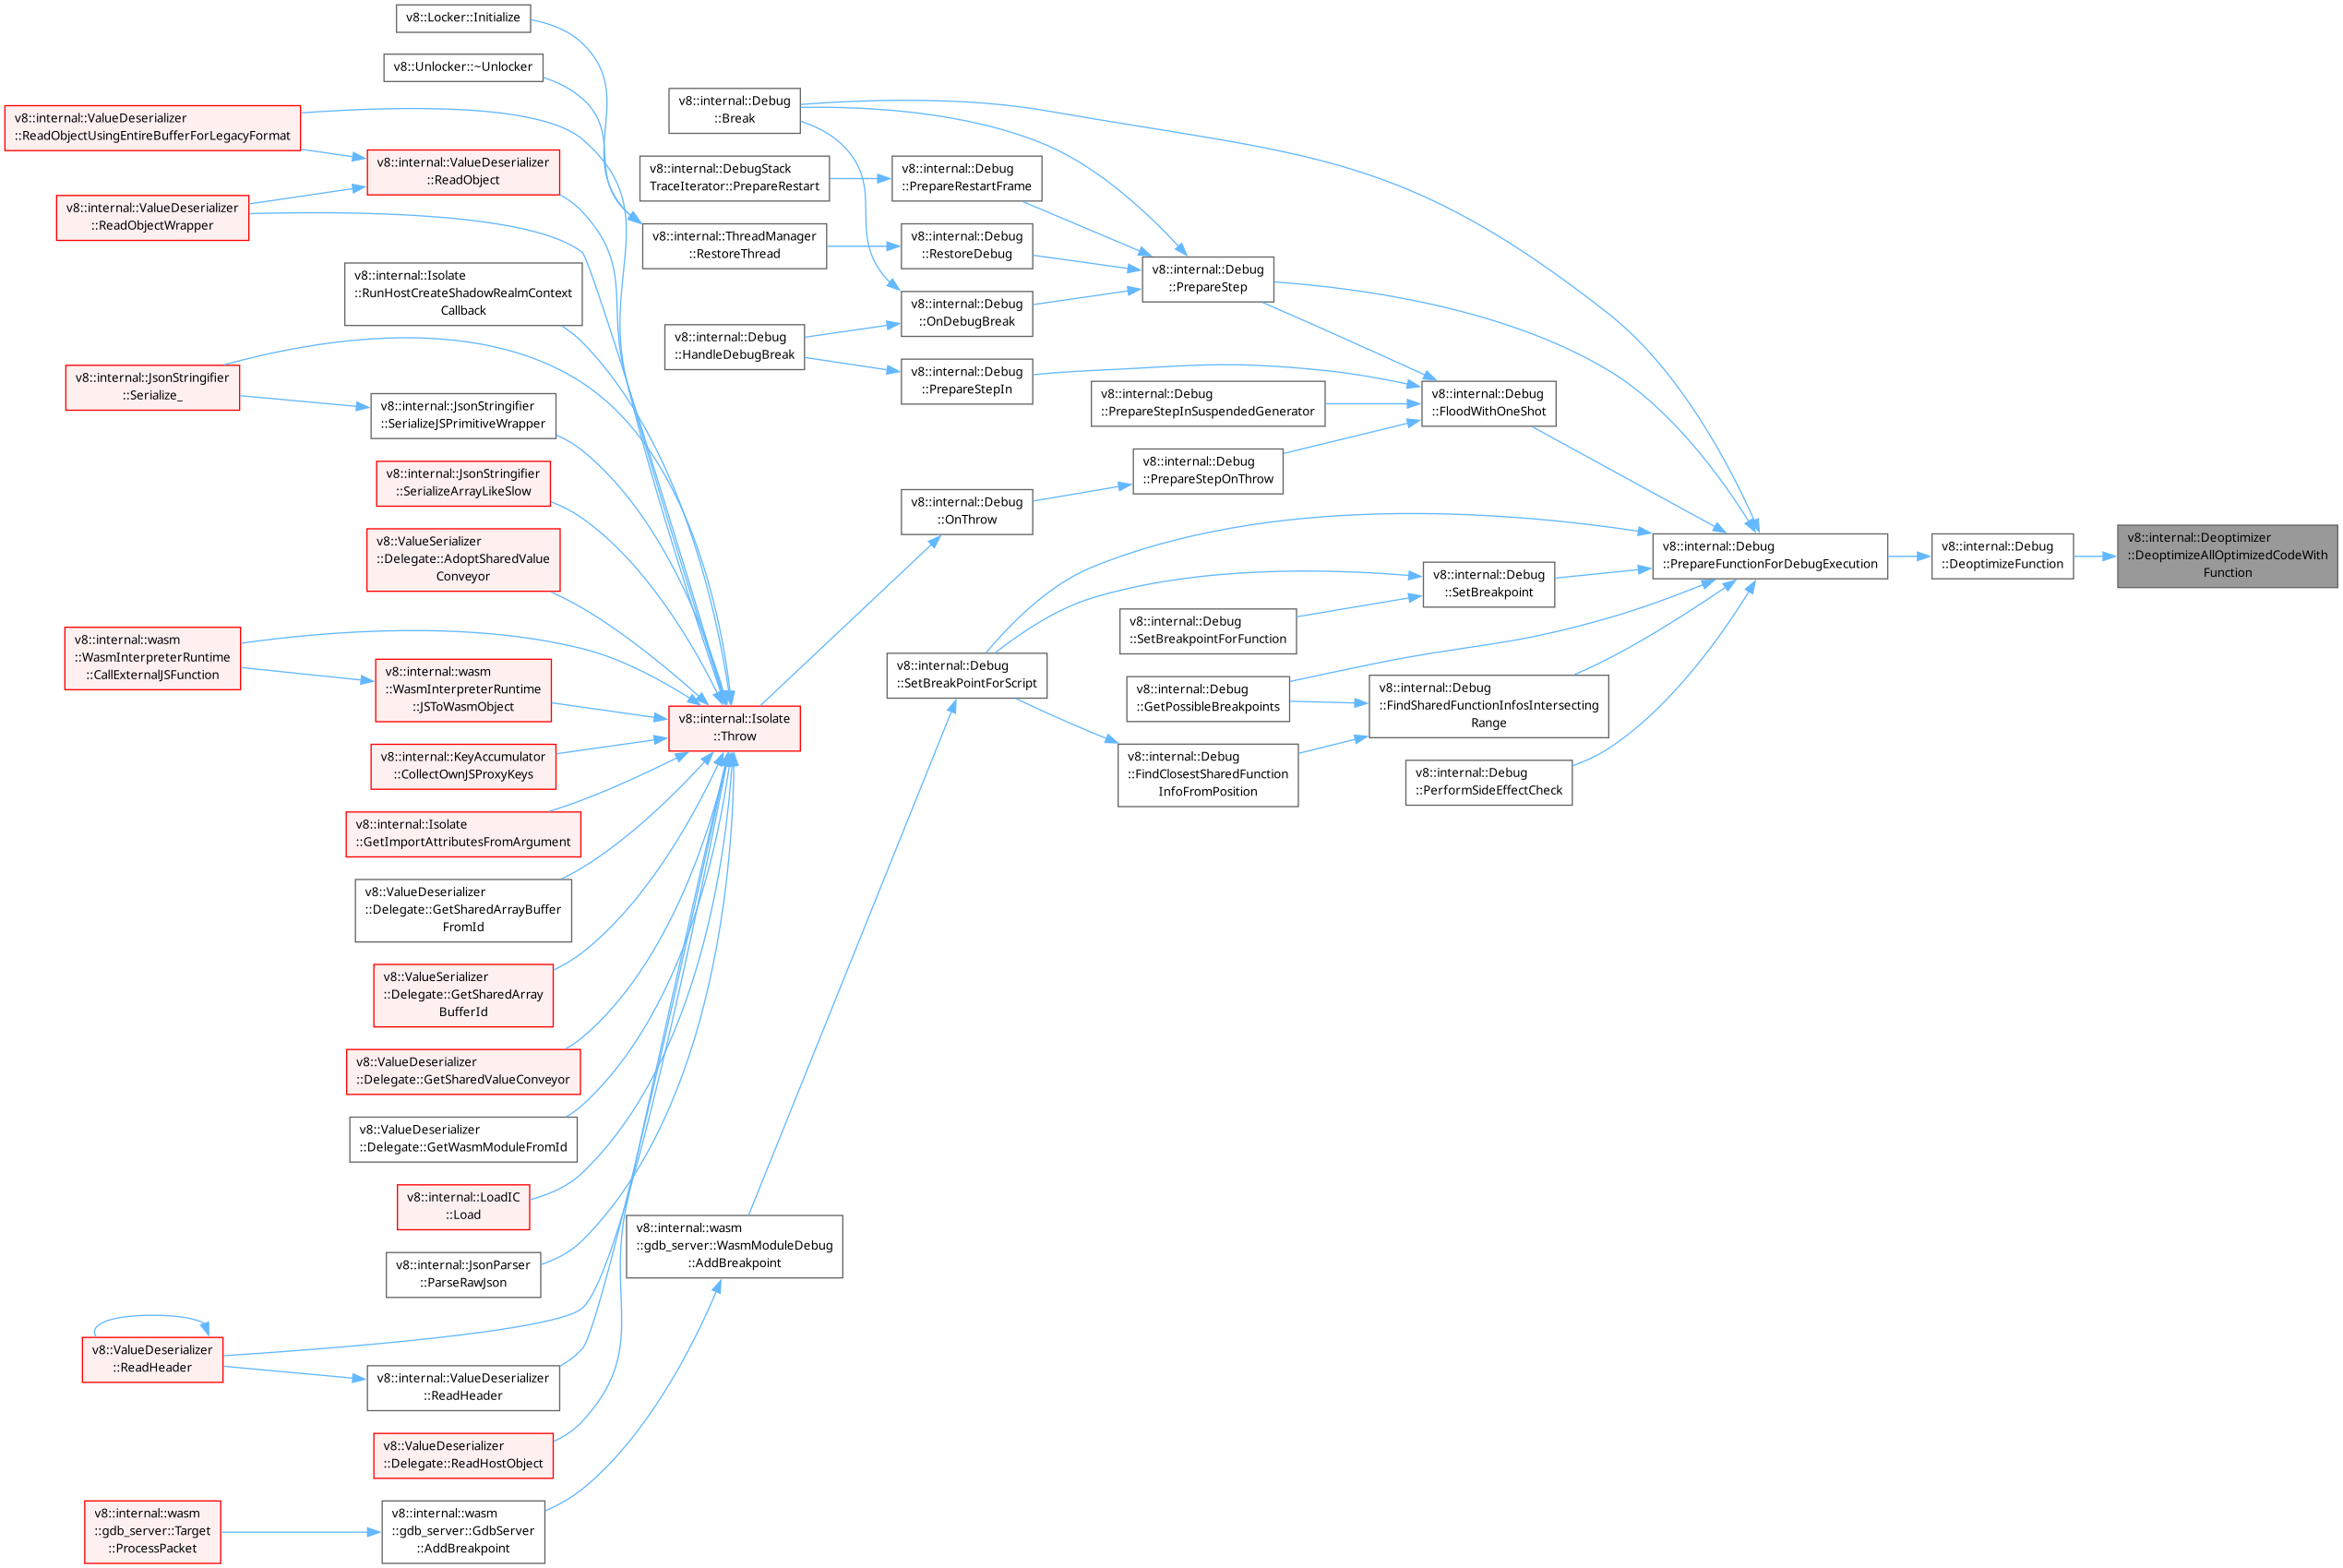 v8::Locker::Initialize
v8::Unlocker::~Unlocker
v8::internal::ValueDeserializer
::ReadObjectUsingEntireBufferForLegacyFormat
v8::internal::ValueDeserializer
::ReadObject
v8::internal::ValueDeserializer
::ReadObjectWrapper
v8::internal::Isolate
::RunHostCreateShadowRealmContext
Callback
v8::internal::JsonStringifier
::Serialize_
v8::internal::JsonStringifier
::SerializeJSPrimitiveWrapper
v8::internal::JsonStringifier
::SerializeArrayLikeSlow
v8::ValueSerializer
::Delegate::AdoptSharedValue
Conveyor
v8::internal::wasm
::WasmInterpreterRuntime
::CallExternalJSFunction
v8::internal::wasm
::WasmInterpreterRuntime
::JSToWasmObject
v8::internal::KeyAccumulator
::CollectOwnJSProxyKeys
v8::internal::Isolate
::GetImportAttributesFromArgument
v8::ValueDeserializer
::Delegate::GetSharedArrayBuffer
FromId
v8::ValueSerializer
::Delegate::GetSharedArray
BufferId
v8::ValueDeserializer
::Delegate::GetSharedValueConveyor
v8::ValueDeserializer
::Delegate::GetWasmModuleFromId
v8::internal::LoadIC
::Load
v8::internal::JsonParser
::ParseRawJson
v8::ValueDeserializer
::ReadHeader
v8::internal::ValueDeserializer
::ReadHeader
v8::ValueDeserializer
::Delegate::ReadHostObject
v8::internal::wasm
::gdb_server::Target
::ProcessPacket
v8::internal::wasm
::gdb_server::GdbServer
::AddBreakpoint
v8::internal::Debug
::Break
v8::internal::DebugStack
TraceIterator::PrepareRestart
v8::internal::ThreadManager
::RestoreThread
v8::internal::Debug
::HandleDebugBreak
v8::internal::Isolate
::Throw
v8::internal::wasm
::gdb_server::WasmModuleDebug
::AddBreakpoint
v8::internal::Debug
::PrepareRestartFrame
v8::internal::Debug
::RestoreDebug
v8::internal::Debug
::OnDebugBreak
v8::internal::Debug
::PrepareStepIn
v8::internal::Debug
::OnThrow
v8::internal::Debug
::SetBreakPointForScript
v8::internal::Debug
::PrepareStep
v8::internal::Debug
::PrepareStepInSuspendedGenerator
v8::internal::Debug
::PrepareStepOnThrow
v8::internal::Debug
::SetBreakpointForFunction
v8::internal::Debug
::GetPossibleBreakpoints
v8::internal::Debug
::FindClosestSharedFunction
InfoFromPosition
v8::internal::Debug
::FloodWithOneShot
v8::internal::Debug
::SetBreakpoint
v8::internal::Debug
::FindSharedFunctionInfosIntersecting
Range
v8::internal::Debug
::PerformSideEffectCheck
v8::internal::Debug
::PrepareFunctionForDebugExecution
v8::internal::Debug
::DeoptimizeFunction
v8::internal::Deoptimizer
::DeoptimizeAllOptimizedCodeWith
Function